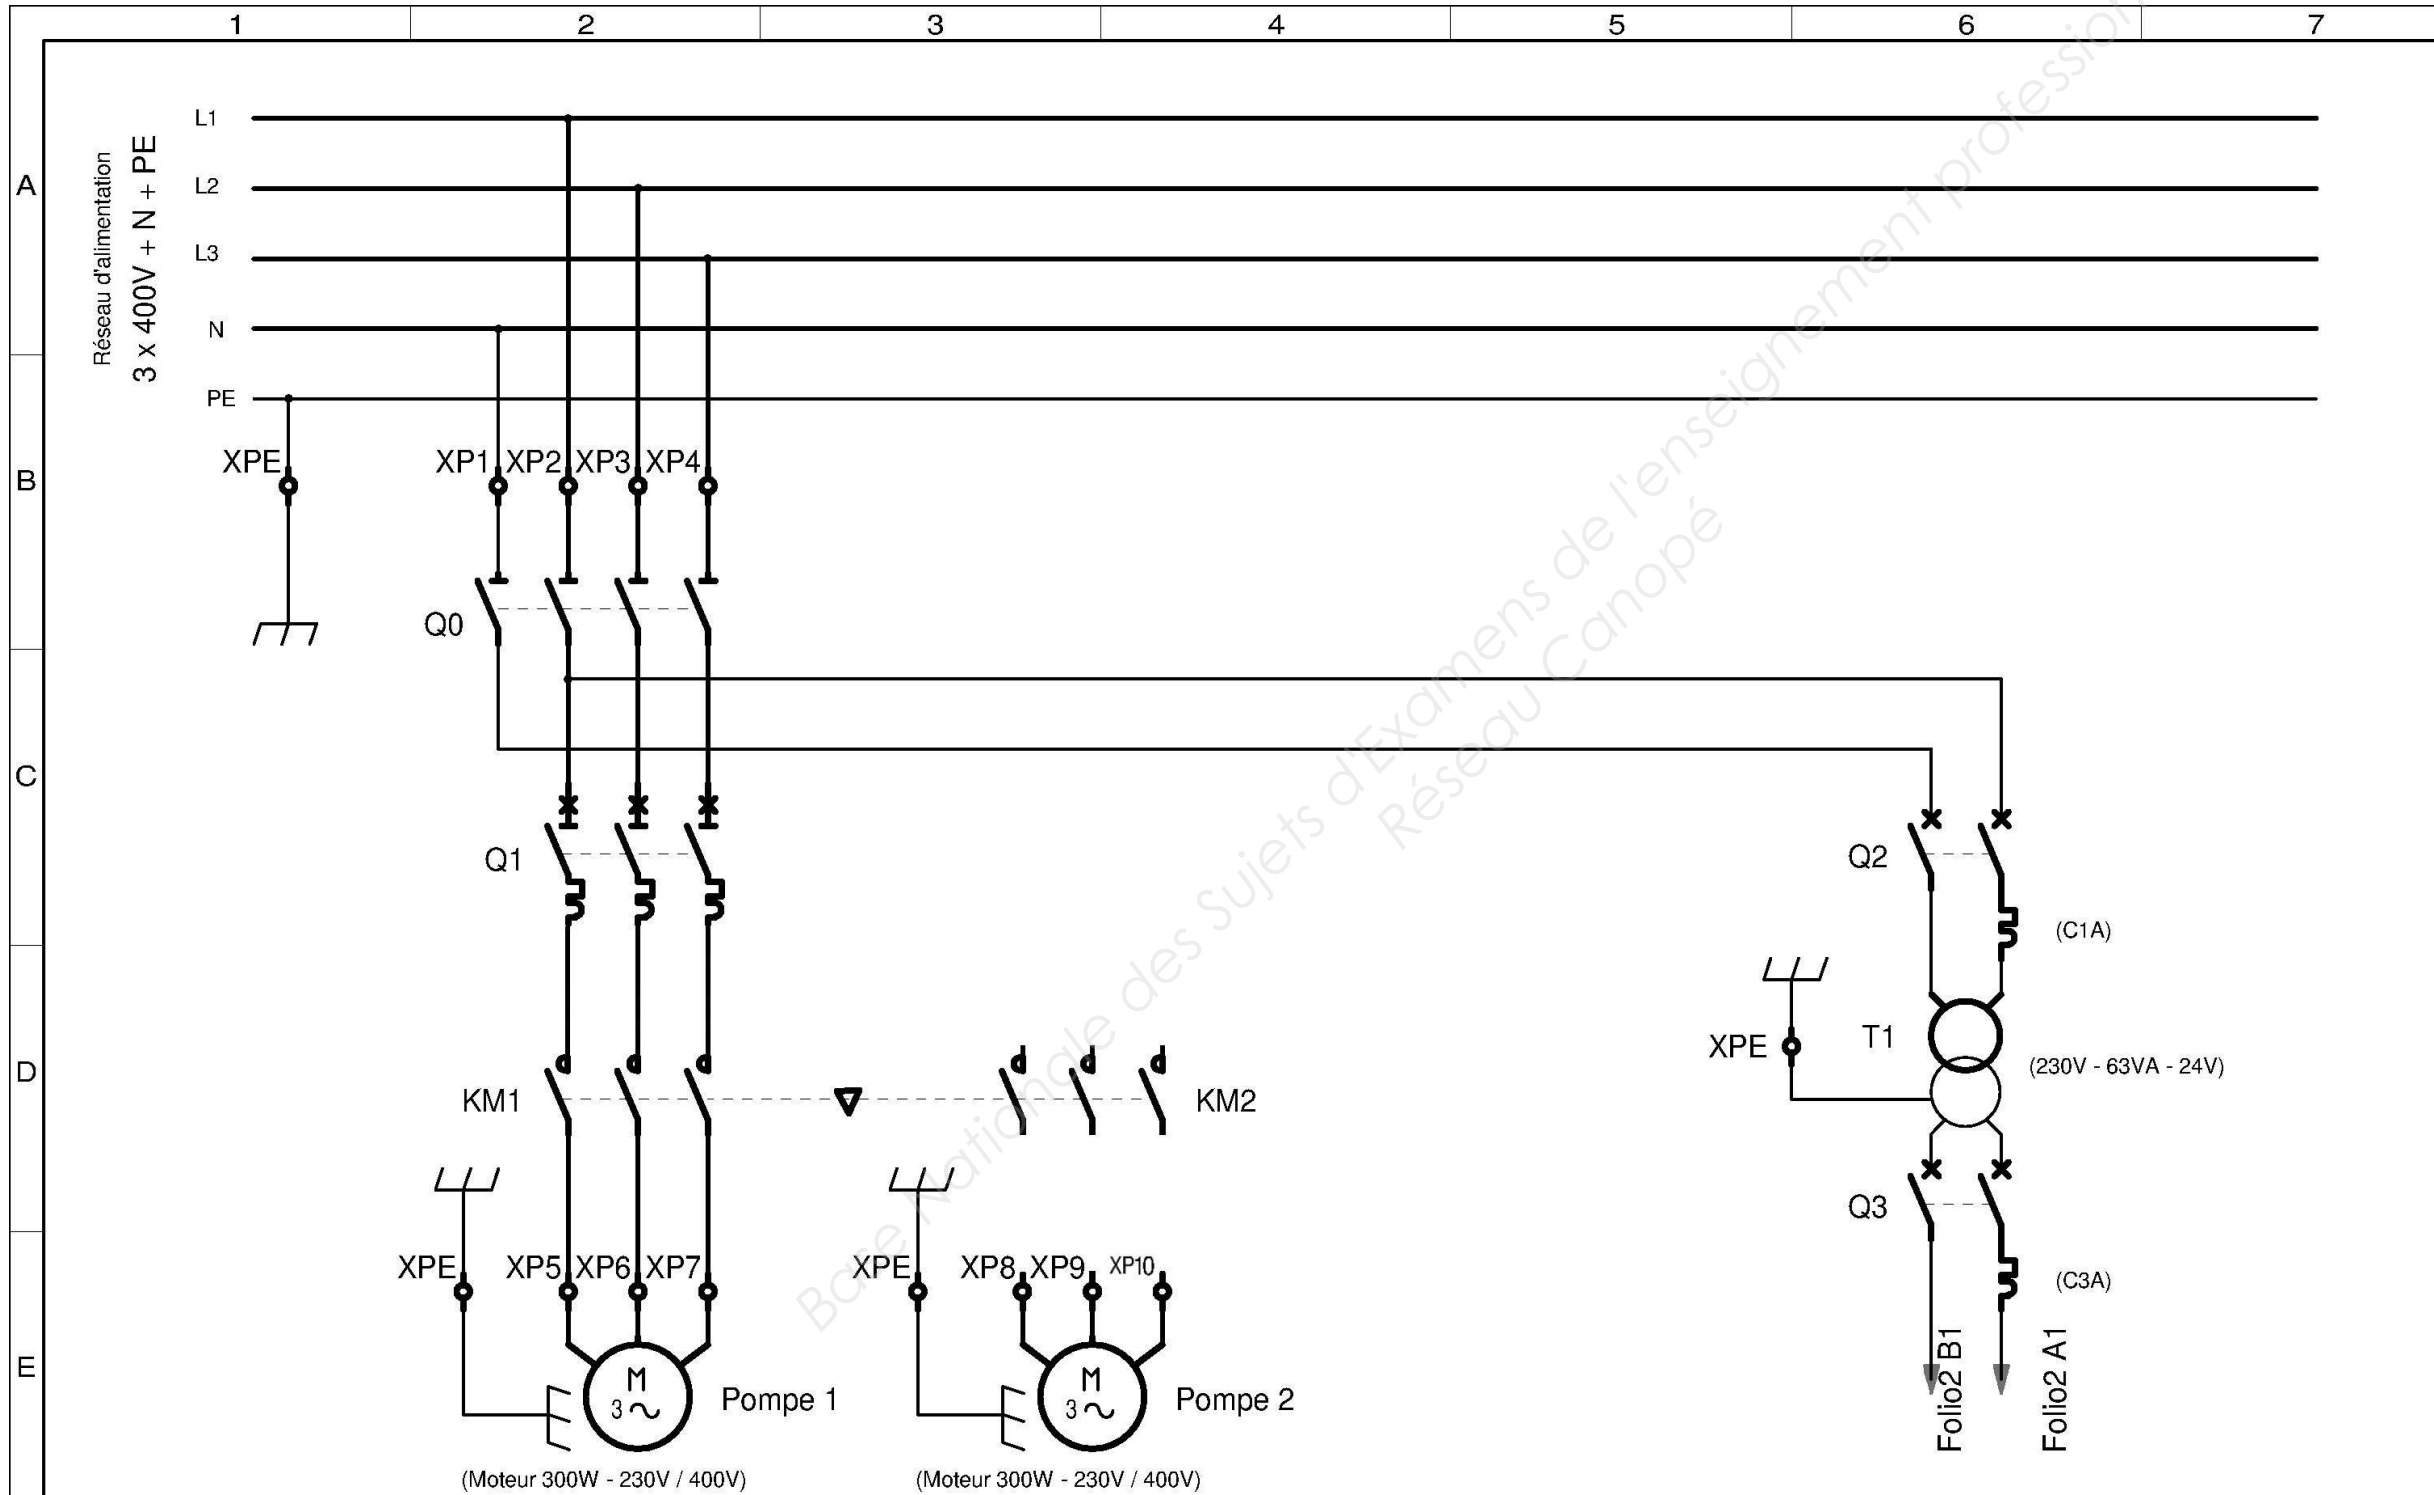 1 2 3 4 5 6 7
A
B
C
D
E
Réseau d'alimentation
3 x 400V + N + PE
L1
L2
L3
N
PE
XPE XP1 XP2 XP3 XP4
Q0
Q1
Q2
(C1A)
XPE
T1
(230V - 63VA - 24V)
KM1
KM2
Q3
XPE XP5 XP6 XP7
XPE XP8 XP9 XP10
(C3A)
M
3
Pompe 1
M
3
Pompe 2
Folio2 B1
Folio2 A1
(Moteur 300W - 230V / 400V)
(Moteur 300W - 230V / 400V)
Base Nationale des Sujets d'Examens de l'enseignement profession
Réseau Canopé